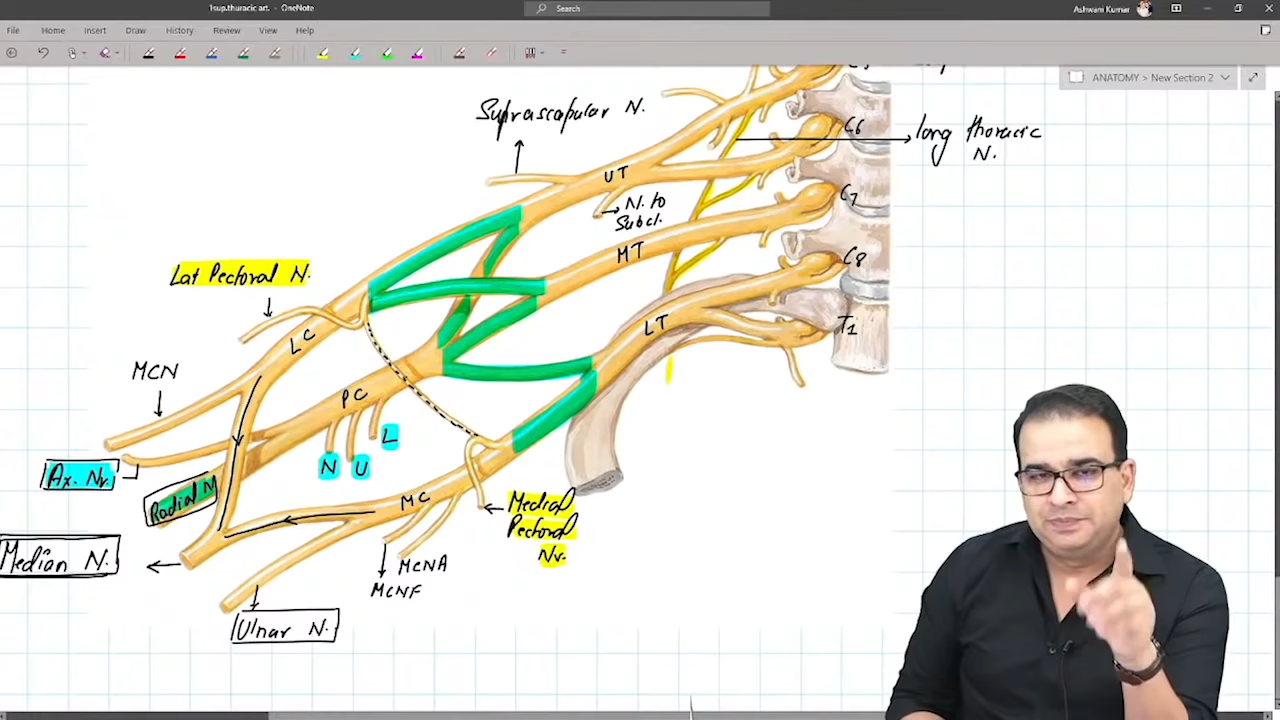 1sup.thoracic art. - OneNote
Search
Ashwani Kumar
File Home Insert Draw History Review View Help
ANATOMY > New Section 2
Suprascapular N.
C6
long thoracic
N.
UT
N. to
Subcl.
C7
MT
C8
Lat Pectoral N.
LT
T1
LC
MCN
PC
L
N U
Ax. Nv.
Radial N
MC
Medial
Pectoral
Nv.
Median N.
MCNA
MCNF
Ulnar N.